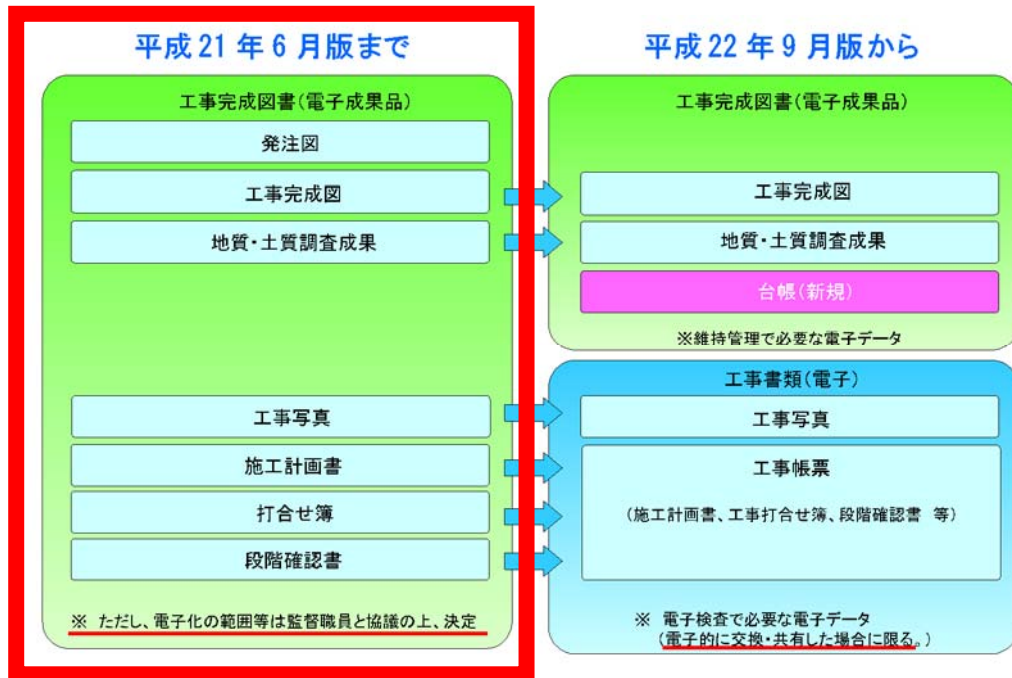 平成21年6月版まで
工事完成図書(電子成果品)
発注図
工事完成図
地質・土質調査成果
工事写真
施工計画書
打合せ簿
段階確認書
※ ただし、電子化の範囲等は監督職員と協議の上、決定
平成22年9月版から
工事完成図書(電子成果品)
工事完成図
地質・土質調査成果
台帳(新規)
※維持管理で必要な電子データ
工事書類(電子)
工事写真
工事帳票
(施工計画書、工事打合せ簿、段階確認書 等)
※ 電子検査で必要な電子データ
(電子的に交換・共有した場合に限る。)